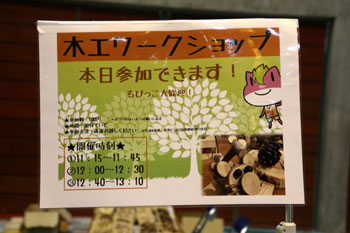 木工ワークショップ
本日参加できます！
ちびっこ大歓迎！
★開催時刻★
①11：15～11：45
②12：00～12：30
③12：40～13：10